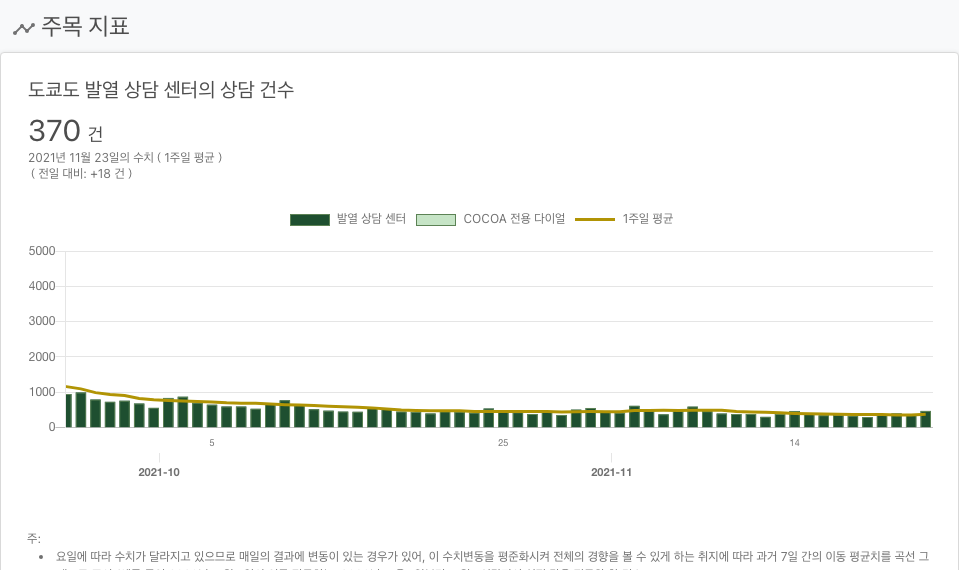 주목 지표
도쿄도 발열 상담 센터의 상담 건수
370 건
2021년 11월 23일의 수치 ( 1주일 평균 )
( 전일 대비: +18 건 )
발열 상담 센터 COCOA 전용 다이얼 1주일 평균
5000
4000
3000
2000
1000
0
5 25 14
2021-10 2021-11
주:
• 요일에 따라 수치가 달라지고 있으므로 매일의 결과에 변동이 있는 경우가 있어, 이 수치변동을 평준화시켜 전체의 경향을 볼 수 있게 하는 취지에 따라 과거 7일 간의 이동 평균치를 곡선 그